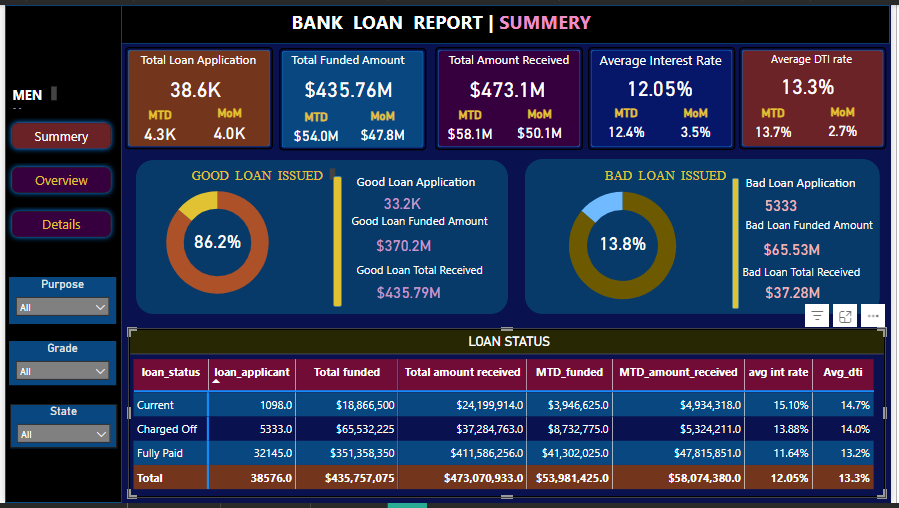 BANK LOAN REPORT | SUMMERY
MEN
Summery
Overview
Details
Purpose
All
Grade
All
State
All
Total Loan Application
38.6K
MTD MoM
4.3K 4.0K
Total Funded Amount
$435.76M
MTD MoM
$54.0M $47.8M
Total Amount Received
$473.1M
MTD MoM
$58.1M $50.1M
Average Interest Rate
12.05%
MTD MoM
12.4% 3.5%
Average DTI rate
13.3%
MTD MoM
13.7% 2.7%
GOOD LOAN ISSUED
86.2%
Good Loan Application
33.2K
Good Loan Funded Amount
$370.2M
Good Loan Total Received
$435.79M
BAD LOAN ISSUED
13.8%
Bad Loan Application
5333
Bad Loan Funded Amount
$65.53M
Bad Loan Total Received
$37.28M
LOAN STATUS
loan_status loan_applicant Total funded Total amount received MTD_funded MTD_amount_received avg int rate Avg_dti
Current 1098.0 $18,866,500 $24,199,914.0 $3,946,625.0 $4,934,318.0 15.10% 14.7%
Charged Off 5333.0 $65,532,225 $37,284,763.0 $8,732,775.0 $5,324,211.0 13.88% 14.0%
Fully Paid 32145.0 $351,358,350 $411,586,256.0 $41,302,025.0 $47,815,851.0 11.64% 13.2%
Total 38576.0 $435,757,075 $473,070,933.0 $53,981,425.0 $58,074,380.0 12.05% 13.3%